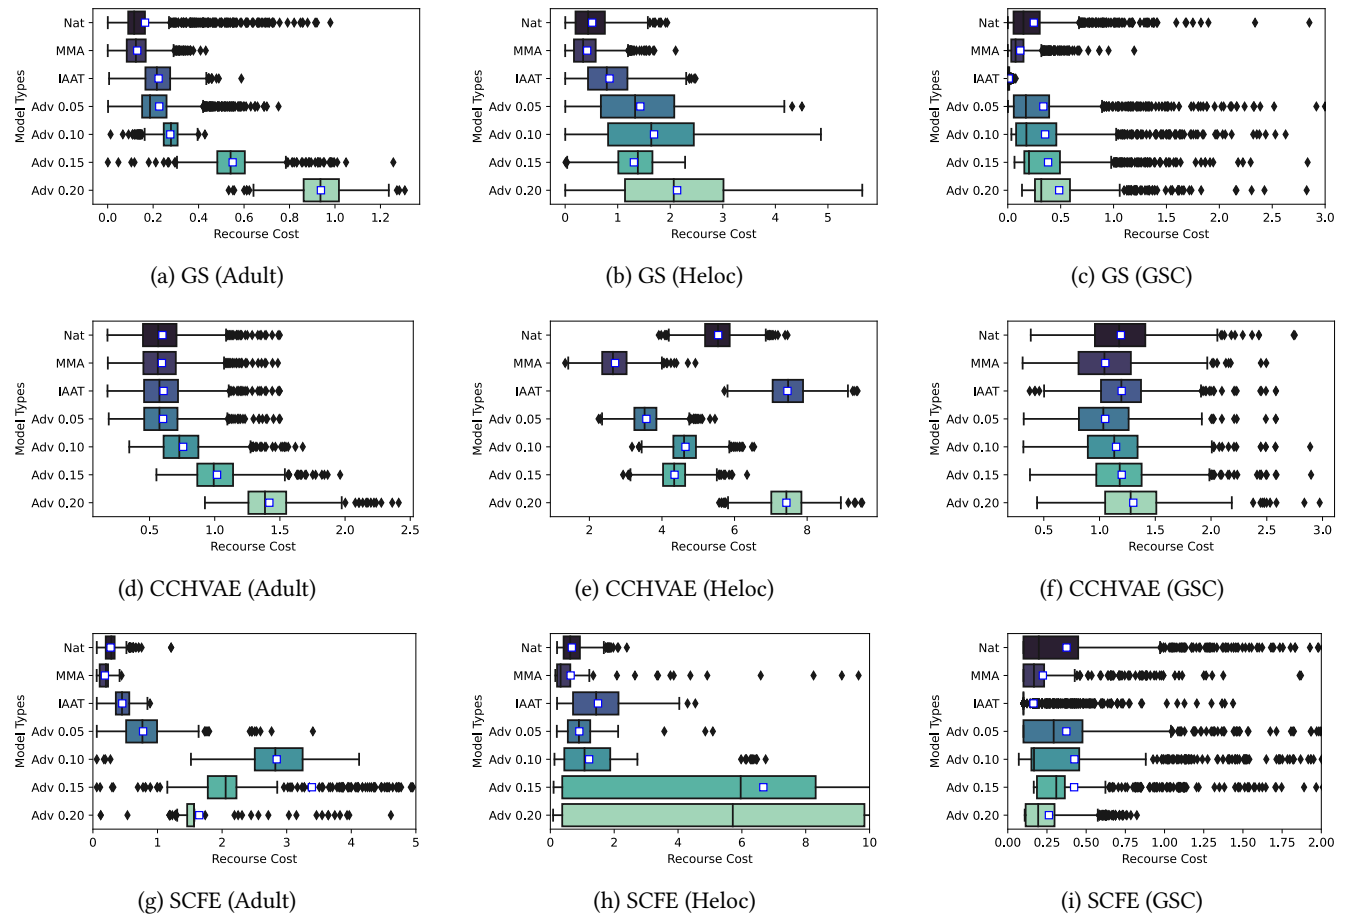 Model Types
Nat
MMA
IAAT
Adv 0.05
Adv 0.10
Adv 0.15
Adv 0.20
0.0 0.2 0.4 0.6 0.8 1.0 1.2
Recourse Cost
(a) GS (Adult)
Model Types
Nat
MMA
IAAT
Adv 0.05
Adv 0.10
Adv 0.15
Adv 0.20
0 1 2 3 4 5
Recourse Cost
(b) GS (Heloc)
Model Types
Nat
MMA
IAAT
Adv 0.05
Adv 0.10
Adv 0.15
Adv 0.20
0.0 0.5 1.0 1.5 2.0 2.5 3.0
Recourse Cost
(c) GS (GSC)
Model Types
Nat
MMA
IAAT
Adv 0.05
Adv 0.10
Adv 0.15
Adv 0.20
0.5 1.0 1.5 2.0 2.5
Recourse Cost
(d) CCHVAE (Adult)
Model Types
Nat
MMA
IAAT
Adv 0.05
Adv 0.10
Adv 0.15
Adv 0.20
2 4 6 8
Recourse Cost
(e) CCHVAE (Heloc)
Model Types
Nat
MMA
IAAT
Adv 0.05
Adv 0.10
Adv 0.15
Adv 0.20
0.5 1.0 1.5 2.0 2.5 3.0
Recourse Cost
(f) CCHVAE (GSC)
Model Types
Nat
MMA
IAAT
Adv 0.05
Adv 0.10
Adv 0.15
Adv 0.20
0 1 2 3 4 5
Recourse Cost
(g) SCFE (Adult)
Model Types
Nat
MMA
IAAT
Adv 0.05
Adv 0.10
Adv 0.15
Adv 0.20
0 2 4 6 8 10
Recourse Cost
(h) SCFE (Heloc)
Model Types
Nat
MMA
IAAT
Adv 0.05
Adv 0.10
Adv 0.15
Adv 0.20
0.00 0.25 0.50 0.75 1.00 1.25 1.50 1.75 2.00
Recourse Cost
(i) SCFE (GSC)